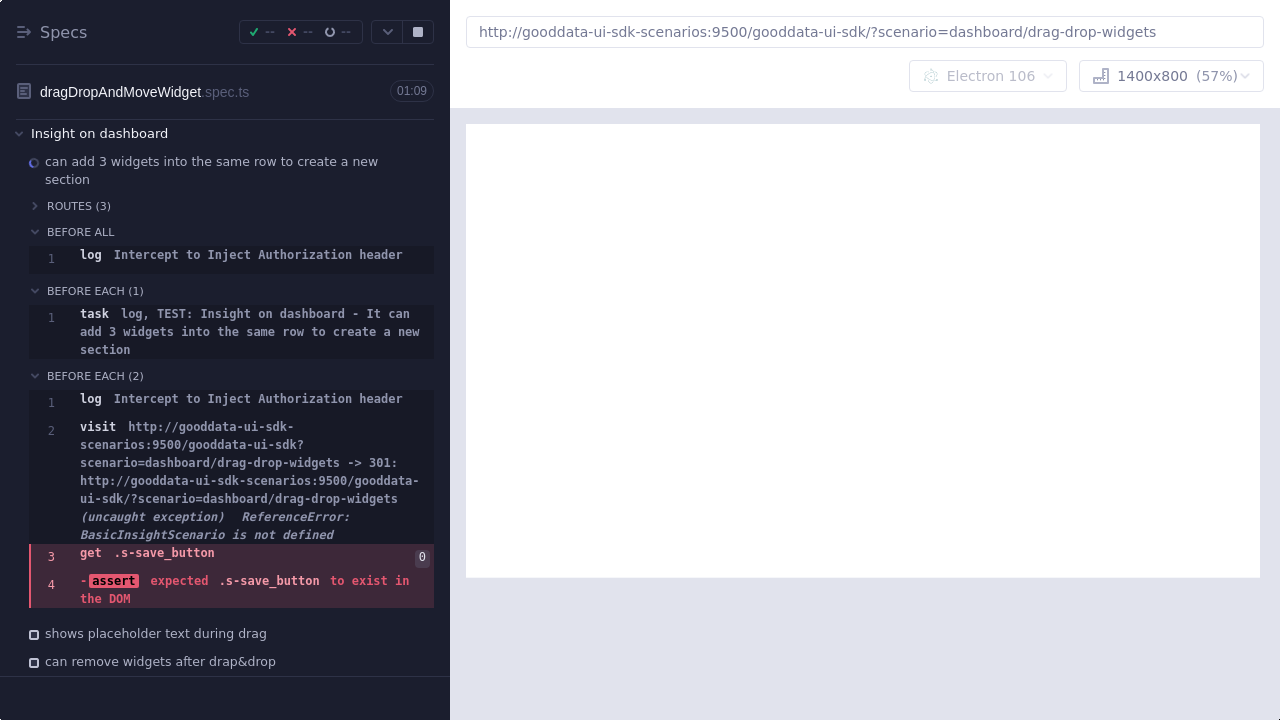 Specs
--
--
--
dragDropAndMoveWidget.spec.ts
01:09
Insight on dashboard
can add 3 widgets into the same row to create a new
section
ROUTES (3)
BEFORE ALL
1 log Intercept to Inject Authorization header
BEFORE EACH (1)
1 task log, TEST: Insight on dashboard - It can
add 3 widgets into the same row to create a new
section
BEFORE EACH (2)
1 log Intercept to Inject Authorization header
2 visit http://gooddata-ui-sdk-
scenarios:9500/gooddata-ui-sdk?
scenario=dashboard/drag-drop-widgets -> 301:
http://gooddata-ui-sdk-scenarios:9500/gooddata-
ui-sdk/?scenario=dashboard/drag-drop-widgets
(uncaught exception) ReferenceError:
BasicInsightScenario is not defined
3 get .s-save_button 0
4 -assert expected .s-save_button to exist in
the DOM
shows placeholder text during drag
can remove widgets after drap&drop
http://gooddata-ui-sdk-scenarios:9500/gooddata-ui-sdk/?scenario=dashboard/drag-drop-widgets
Electron 106
1400x800 (57%)